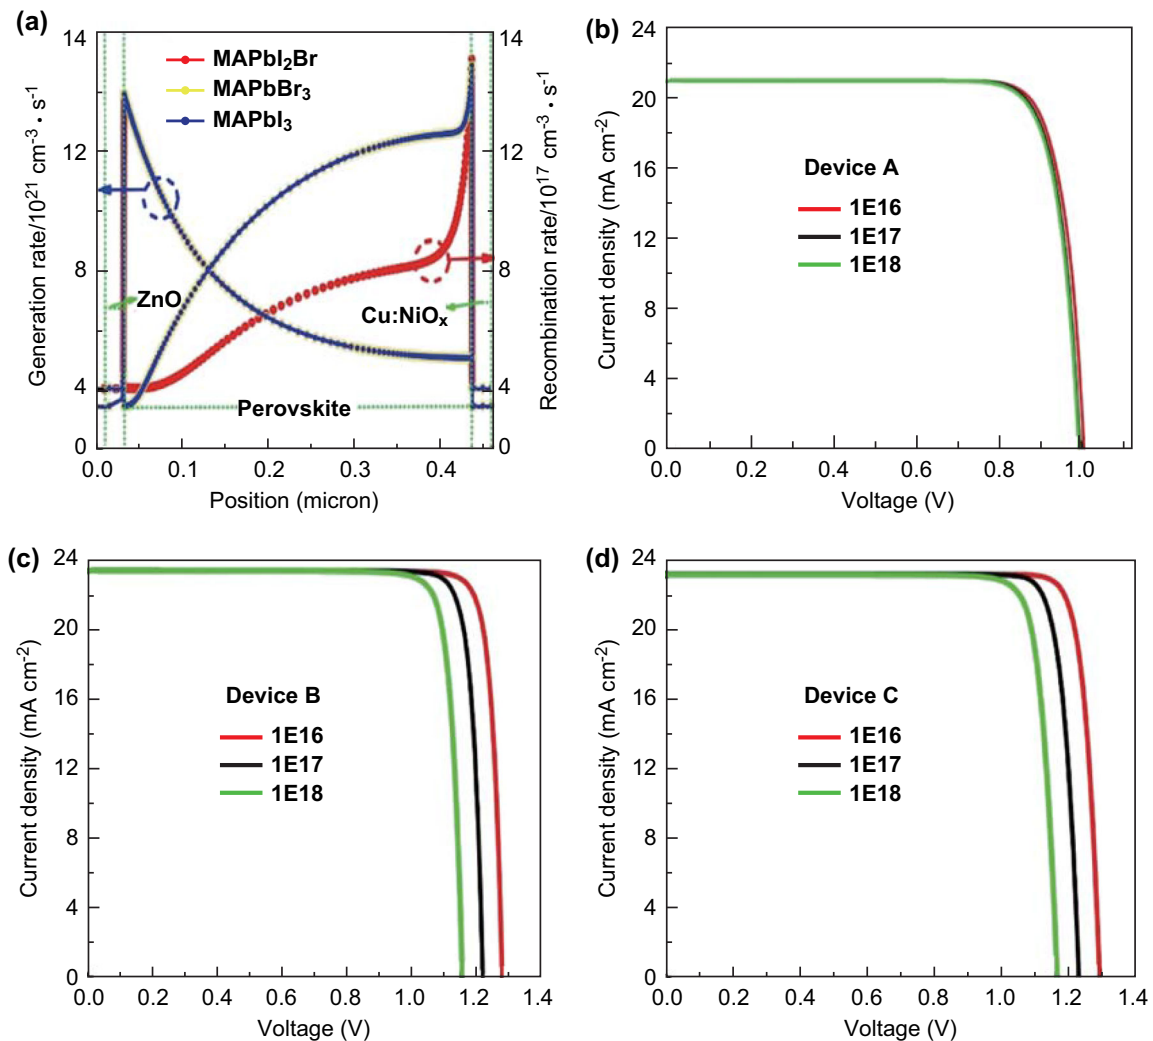 (a)
14
12
8
4
0
Generation rate/10²¹ cm⁻³ • s⁻¹
MAPbI₂Br
MAPbBr₃
MAPbI₃
ZnO
Cu:NiOₓ
Perovskite
14
12
8
4
0
Recombination rate/10¹⁷ cm⁻³ • s⁻¹
0.0 0.1 0.2 0.3 0.4
Position (micron)
(b)
24
20
16
12
8
4
0
Current density (mA cm⁻²)
Device A
1E16
1E17
1E18
0.0 0.2 0.4 0.6 0.8 1.0
Voltage (V)
(c)
24
20
16
12
8
4
0
Current density (mA cm⁻²)
Device B
1E16
1E17
1E18
0.0 0.2 0.4 0.6 0.8 1.0 1.2 1.4
Voltage (V)
(d)
24
20
16
12
8
4
0
Current density (mA cm⁻²)
Device C
1E16
1E17
1E18
0.0 0.2 0.4 0.6 0.8 1.0 1.2 1.4
Voltage (V)